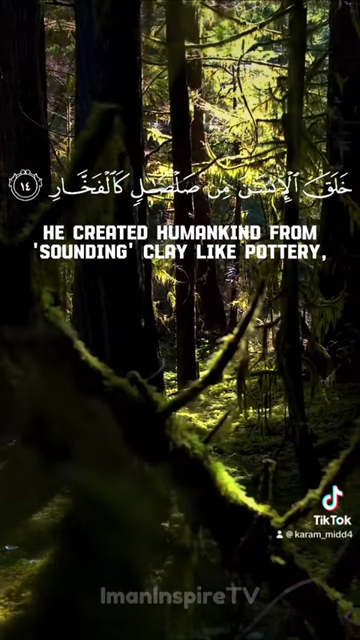 خَلَقَ ٱلْإِنسَـٰنَ مِن صَلْصَـٰلٍ كَٱلْفَخَّارِ ١٤
HE CREATED HUMANKIND FROM
'SOUNDING' CLAY LIKE POTTERY,
TikTok
@karam_midd4
ImanInspireTV